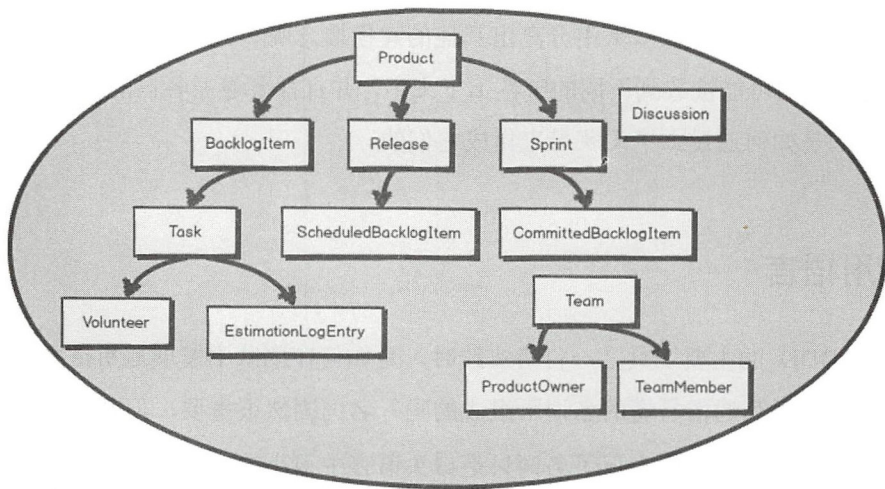 Product
Discussion
BacklogItem
Release
Sprint
Task
ScheduledBacklogItem
CommittedBacklogItem
Team
Volunteer
EstimationLogEntry
ProductOwner
TeamMember